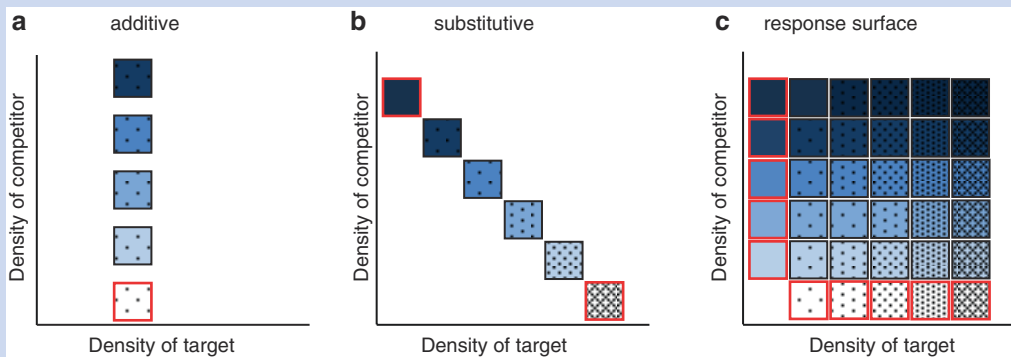 a additive
Density of competitor
Density of target
b substitutive
Density of competitor
Density of target
c response surface
Density of competitor
Density of target